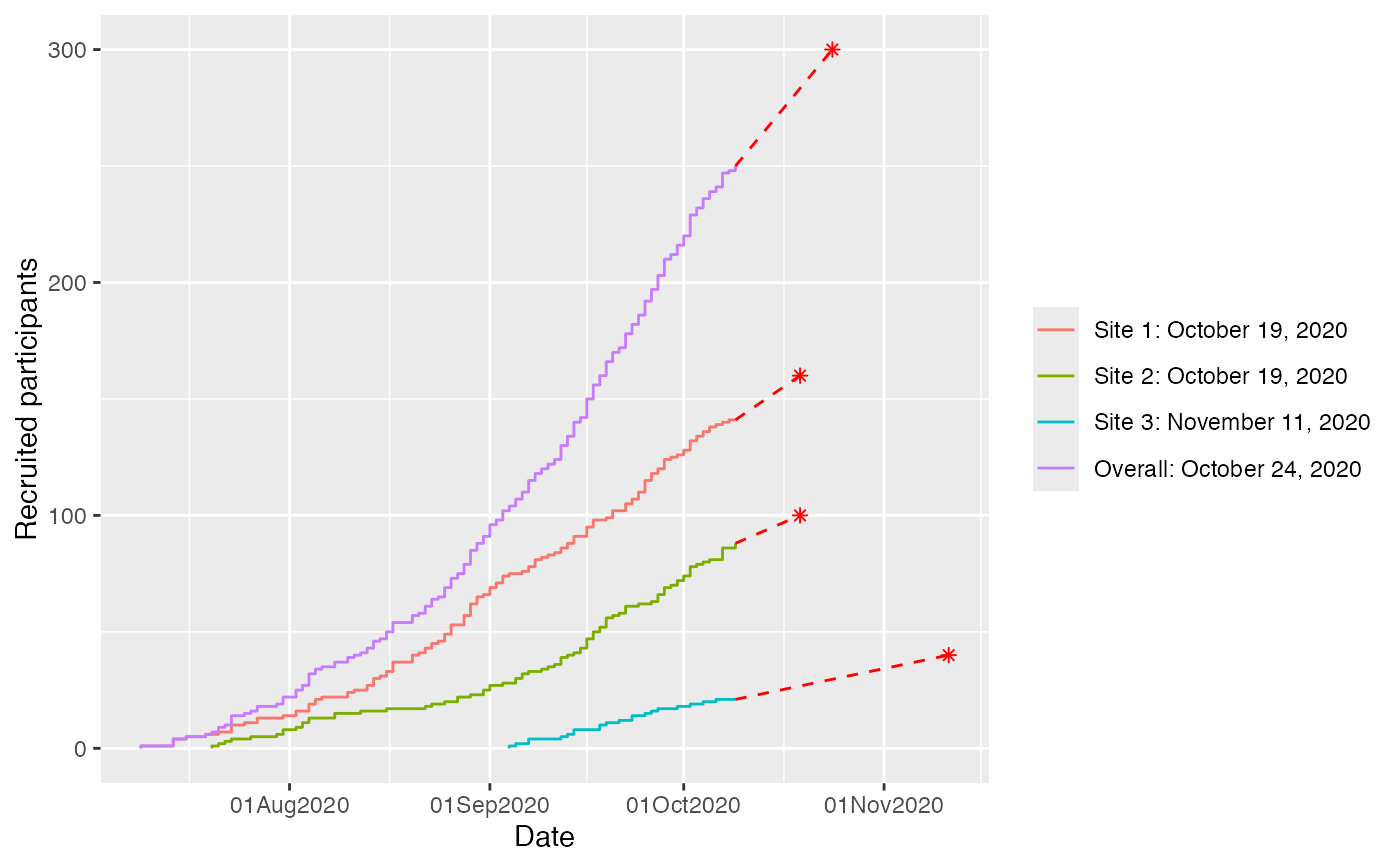 Recruited participants
300
200
100
0
01Aug2020
01Sep2020
01Oct2020
01Nov2020
Date
Site 1: October 19, 2020
Site 2: October 19, 2020
Site 3: November 11, 2020
Overall: October 24, 2020